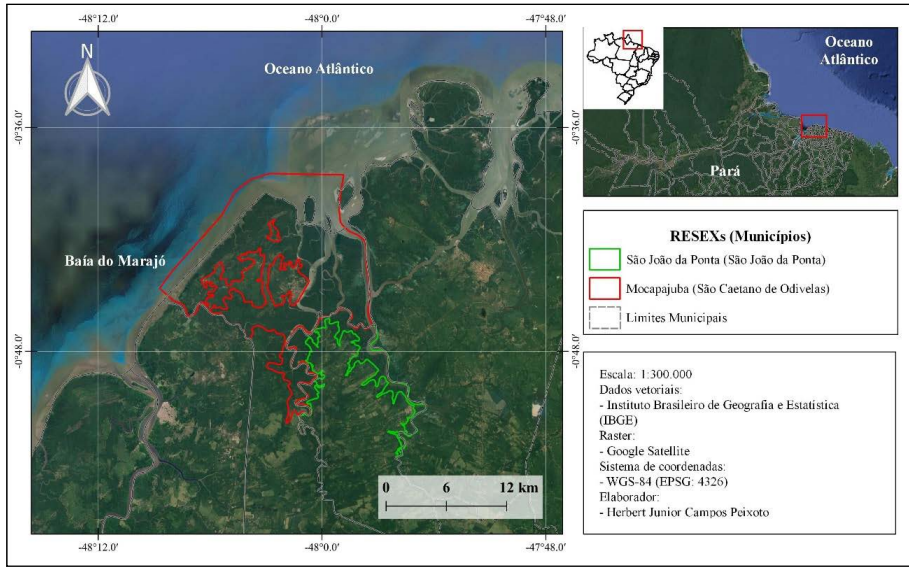 -48°12.0'
-48°0.0'
-47°48.0'
N
Oceano Atlântico
Baía do Marajó
-0°36.0'
-0°48.0'
-0°36.0'
-0°48.0'
0 6 12 km
-48°12.0'
-48°0.0'
-47°48.0'
Oceano
Atlântico
Pará
RESEXs (Municípios)
São João da Ponta (São João da Ponta)
Mocapajuba (São Caetano de Odivelas)
Limites Municipais
Escala: 1:300.000
Dados vetoriais:
- Instituto Brasileiro de Geografia e Estatística
(IBGE)
Raster:
- Google Satellite
Sistema de coordenadas:
- WGS-84 (EPSG: 4326)
Elaborador:
- Herbert Junior Campos Peixoto